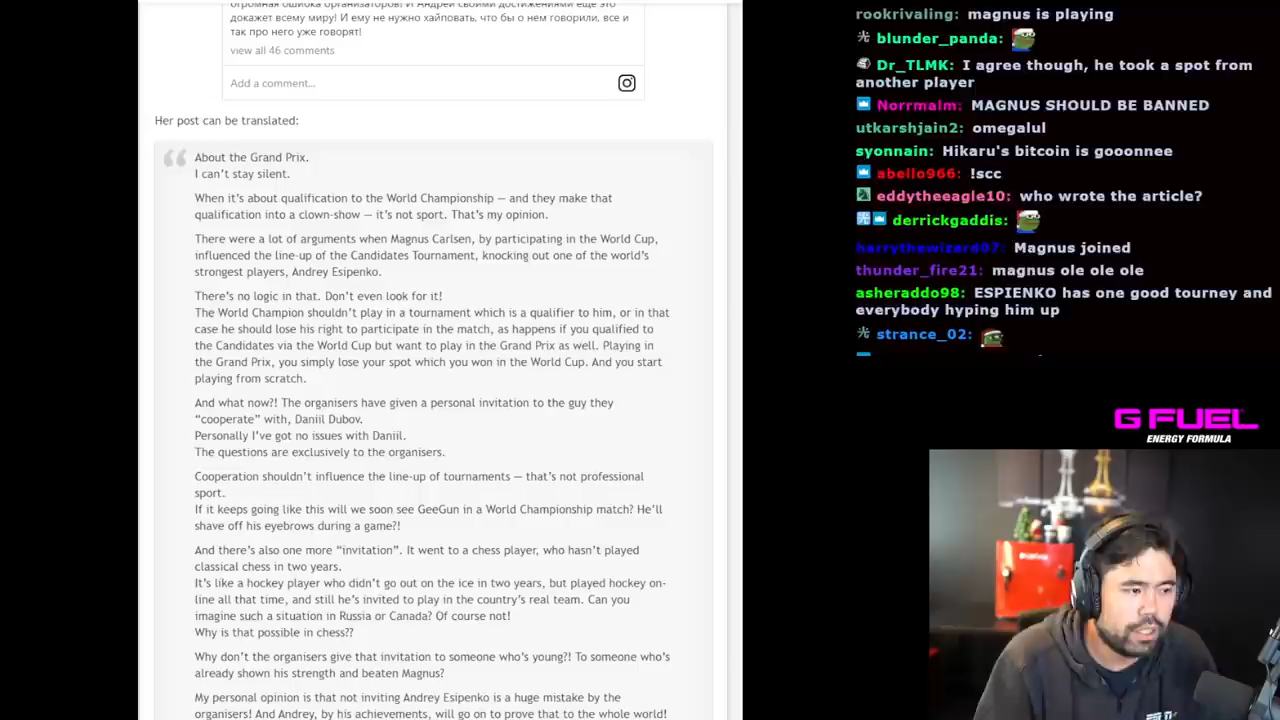 огромная ошибка организаторов! И Андрей своими достижениями ещё это
докажет всему миру! И ему не нужно хайповать, что бы о нём говорили, все и
так про него уже говорят!
view all 46 comments
Add a comment...
Her post can be translated:
About the Grand Prix.
I can’t stay silent.
When it’s about qualification to the World Championship — and they make that
qualification into a clown-show — it’s not sport. That’s my opinion.
There were a lot of arguments when Magnus Carlsen, by participating in the World Cup,
influenced the line-up of the Candidates Tournament, knocking out one of the world’s
strongest players, Andrey Esipenko.
There’s no logic in that. Don’t even look for it!
The World Champion shouldn’t play in a tournament which is a qualifier to him, or in that
case he should lose his right to participate in the match, as happens if you qualified to
the Candidates via the World Cup but want to play in the Grand Prix as well. Playing in
the Grand Prix, you simply lose your spot which you won in the World Cup. And you start
playing from scratch.
And what now?! The organisers have given a personal invitation to the guy they
“cooperate” with, Daniil Dubov.
Personally I’ve got no issues with Daniil.
The questions are exclusively to the organisers.
Cooperation shouldn’t influence the line-up of tournaments — that’s not professional
sport.
If it keeps going like this will we soon see GeeGun in a World Championship match? He’ll
shave off his eyebrows during a game?!
And there’s also one more “invitation”. It went to a chess player, who hasn’t played
classical chess in two years.
It’s like a hockey player who didn’t go out on the ice in two years, but played hockey on-
line all that time, and still he’s invited to play in the country’s real team. Can you
imagine such a situation in Russia or Canada? Of course not!
Why is that possible in chess??
Why don’t the organisers give that invitation to someone who’s young?! To someone who’s
already shown his strength and beaten Magnus?
My personal opinion is that not inviting Andrey Esipenko is a huge mistake by the
organisers! And Andrey, by his achievements, will go on to prove that to the whole world!
rookrivaling: magnus is playing
blunder_panda:
Dr_TLMK: I agree though, he took a spot from
another player
Norrmalm: MAGNUS SHOULD BE BANNED
utkarshjain2: omegalul
syonnain: Hikaru's bitcoin is gooonnee
abello966: !scc
eddytheeagle10: who wrote the article?
derrickgaddis:
harrythewizard07: Magnus joined
thunder_fire21: magnus ole ole ole
asheraddo98: ESPIENKO has one good tourney and
everybody hyping him up
strance_02:
G FUEL
ENERGY FORMULA